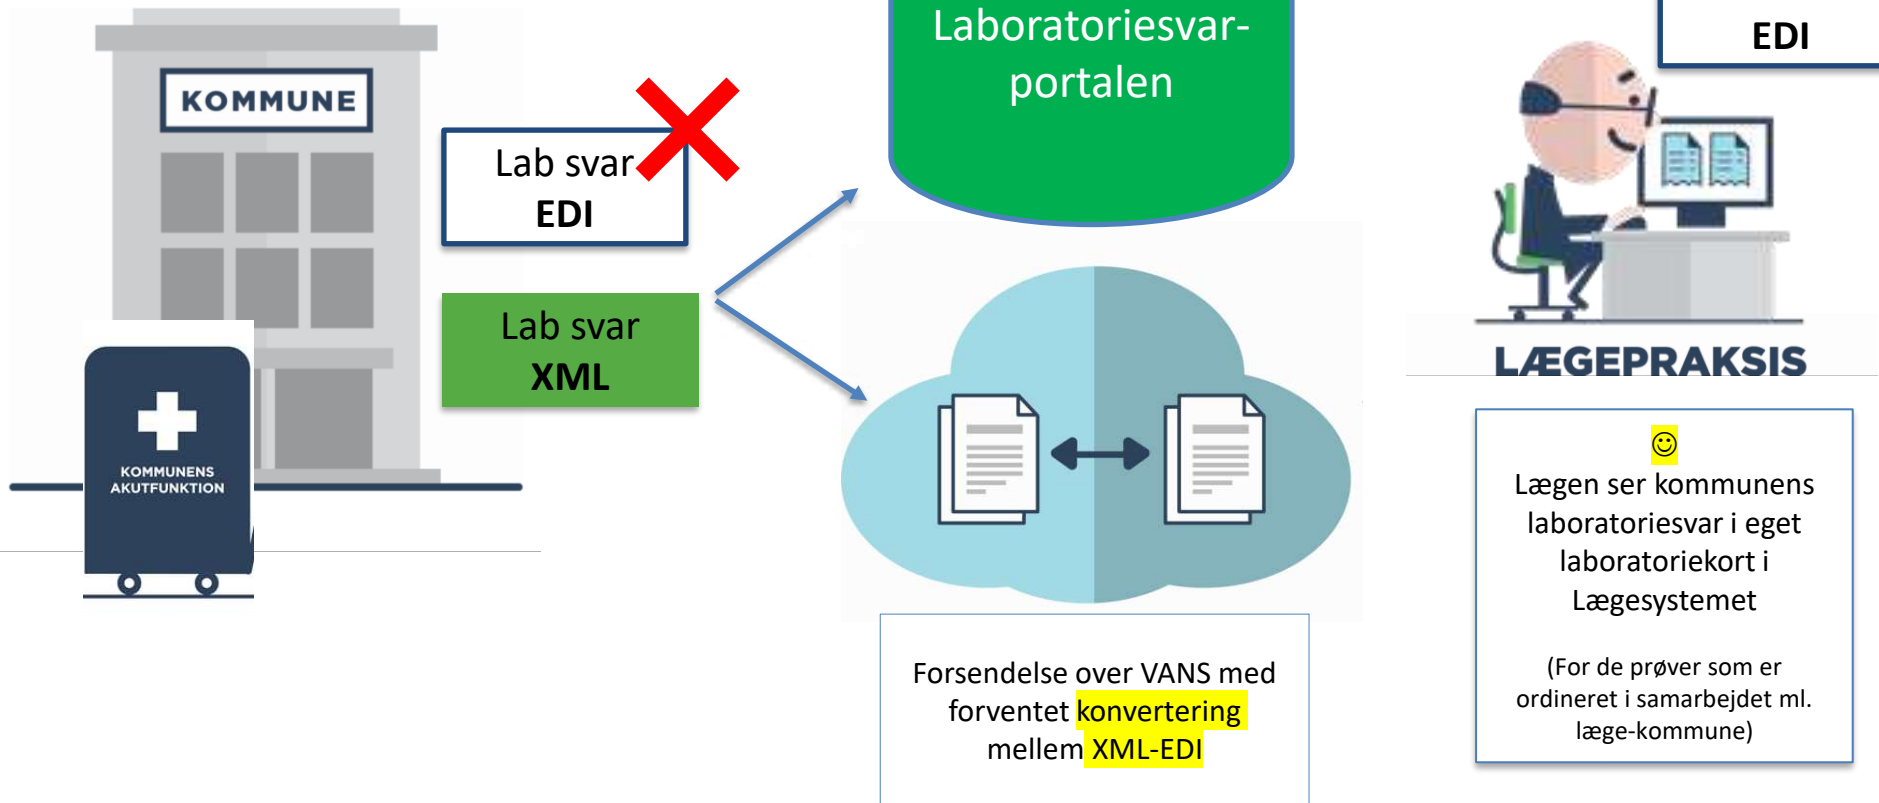 KOMMUNE
KOMMUNENS
AKUTFUNKTION
Lab svar
EDI
Lab svar
XML
Laboratoriesvar-
portalen
Forsendelse over VANS med
forventet konvertering
mellem XML-EDI
EDI
LÆGEPRAKSIS
☺
Lægen ser kommunens
laboratoriesvar i eget
laboratoriekort i
Lægesystemet
(For de prøver som er
ordineret i samarbejdet ml.
læge-kommune)